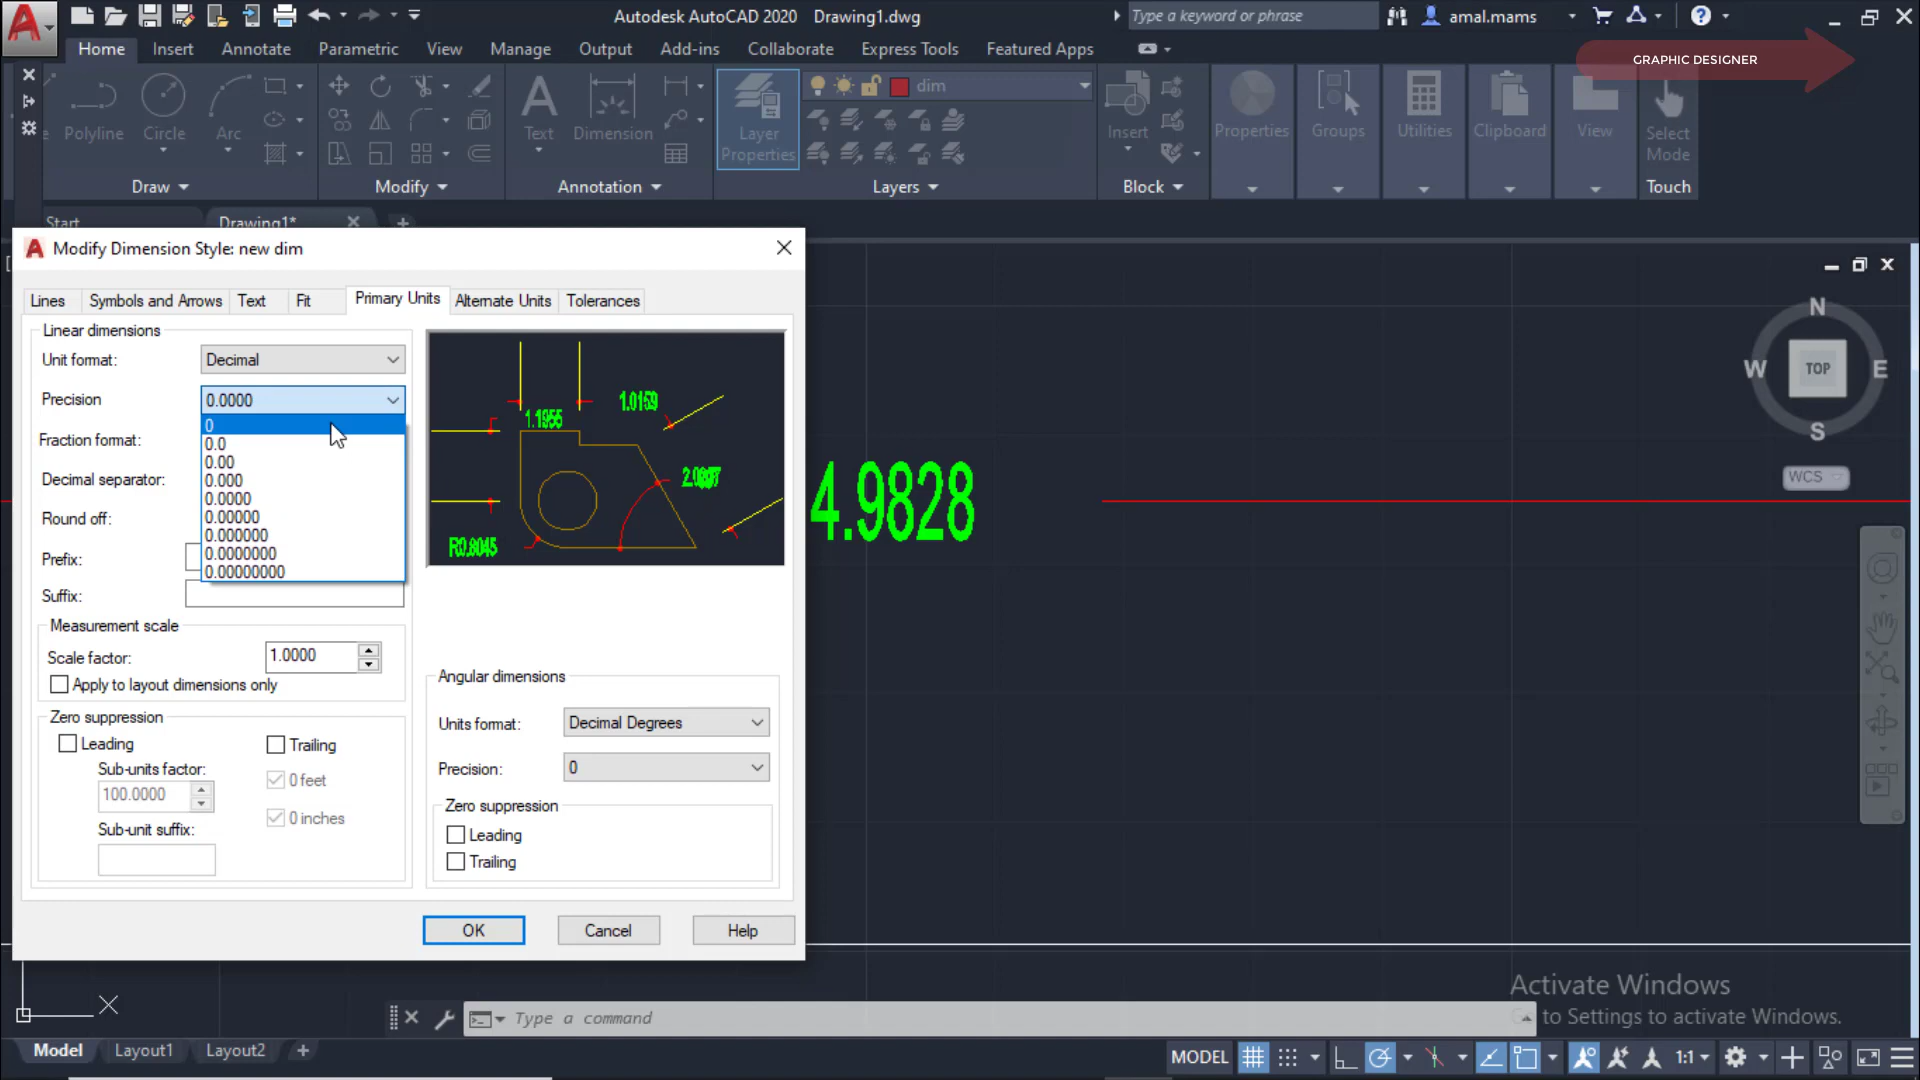 Autodesk AutoCAD 2020 Drawing1.dwg
Type a keyword or phrase
amal.mams
Home Insert Annotate Parametric View Manage Output Add-ins Collaborate Express Tools Featured Apps
GRAPHIC DESIGNER
Polyline Circle Arc
Text Dimension
Layer Properties
dim
Insert
Properties Groups Utilities Clipboard View
Select Mode
Draw Modify Annotation Layers Block Touch
Start Drawing1*
Modify Dimension Style: new dim
Lines Symbols and Arrows Text Fit Primary Units Alternate Units Tolerances
Linear dimensions
Unit format: Decimal
Precision 0.0000
0
0.0
0.00
0.000
0.0000
0.00000
0.000000
0.0000000
0.00000000
Fraction format:
Decimal separator:
Round off:
Prefix:
Suffix:
Measurement scale
Scale factor: 1.0000
Apply to layout dimensions only
Zero suppression
Leading Trailing
Sub-units factor:
100.0000
0 feet
0 inches
Sub-unit suffix:
1.1955
1.0159
R0.8045
Angular dimensions
Units format: Decimal Degrees
Precision: 0
Zero suppression
Leading
Trailing
OK Cancel Help
4.9828
N
W TOP E
S
WCS
Activate Windows
to Settings to activate Windows.
Type a command
Model Layout1 Layout2
MODEL 1:1